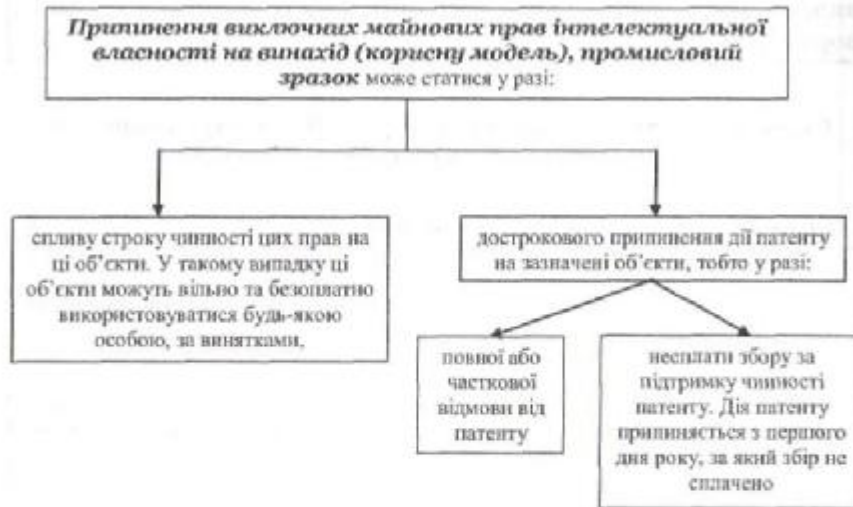 Припинення виключних майнових прав інтелектуальної
власності на винахід (корисну модель), промисловий
зразок може статися у разі:
спливу строку чинності цих прав на
ці об'єкти. У такому випадку ці
об'єкти можуть вільно та безоплатно
використовуватися будь-якою
особою, за винятками,
дострокового припинення дії патенту
на зазначені об'єкти, тобто у разі:
повної або
часткової
відмови від
патенту
несплати збору за
підтримку чинності
патенту. Дія патенту
припиняється з першого
дня року, за який збір не
сплачено